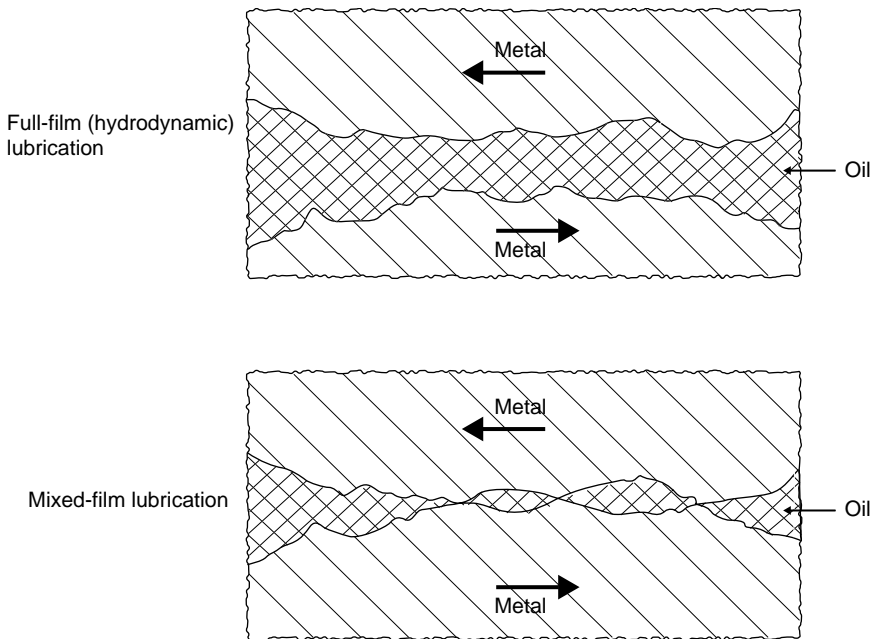 Metal
Full-film (hydrodynamic)
lubrication
Oil
Metal
Metal
Mixed-film lubrication
Oil
Metal